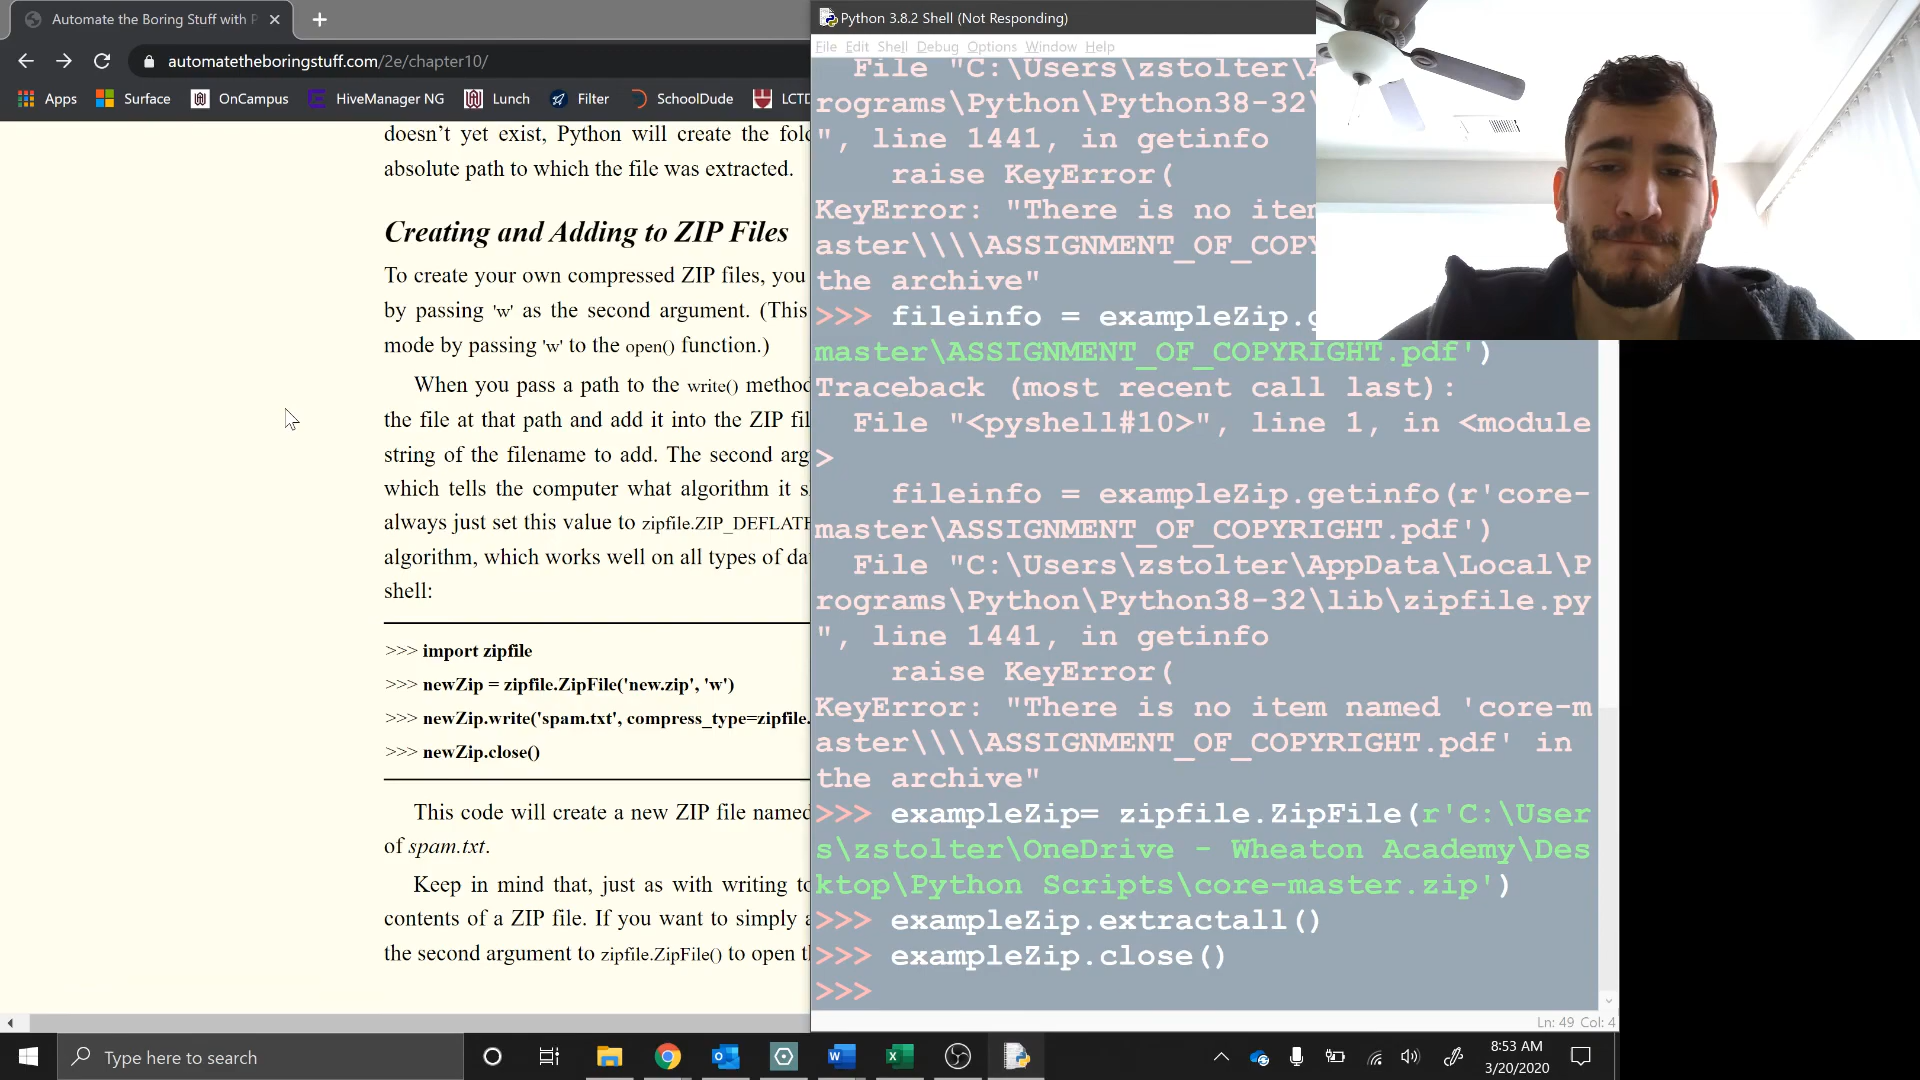 Automate the Boring Stuff with P
automatetheboringstuff.com/2e/chapter10/
Apps Surface OnCampus HiveManager NG Lunch Filter SchoolDude LCTD
doesn’t yet exist, Python will create the fol
absolute path to which the file was extracted.
Creating and Adding to ZIP Files
To create your own compressed ZIP files, you
by passing 'w' as the second argument. (This
mode by passing 'w' to the open() function.)
When you pass a path to the write() method
the file at that path and add it into the ZIP fil
string of the filename to add. The second arg
which tells the computer what algorithm it s
always just set this value to zipfile.ZIP_DEFLATE
algorithm, which works well on all types of da
shell:
>>> import zipfile
>>> newZip = zipfile.ZipFile('new.zip', 'w')
>>> newZip.write('spam.txt', compress_type=zipfile.
>>> newZip.close()
This code will create a new ZIP file named
of spam.txt.
Keep in mind that, just as with writing to
contents of a ZIP file. If you want to simply a
the second argument to zipfile.ZipFile() to open th
Python 3.8.2 Shell (Not Responding)
File Edit Shell Debug Options Window Help
File "C:\Users\zstolter\A
rograms\Python\Python38-32\
", line 1441, in getinfo
raise KeyError(
KeyError: "There is no item
aster\\\\ASSIGNMENT_OF_COPY
the archive"
>>> fileinfo = exampleZip.g
master\ASSIGNMENT_OF_COPYRIGHT.pdf')
Traceback (most recent call last):
File "<pyshell#10>", line 1, in <module
>
fileinfo = exampleZip.getinfo(r'core-
master\ASSIGNMENT_OF_COPYRIGHT.pdf')
File "C:\Users\zstolter\AppData\Local\P
rograms\Python\Python38-32\lib\zipfile.py
", line 1441, in getinfo
raise KeyError(
KeyError: "There is no item named 'core-m
aster\\\\ASSIGNMENT_OF_COPYRIGHT.pdf' in
the archive"
>>> exampleZip= zipfile.ZipFile(r'C:\User
s\zstolter\OneDrive - Wheaton Academy\Des
ktop\Python Scripts\core-master.zip')
>>> exampleZip.extractall()
>>> exampleZip.close()
>>>
Ln: 49 Col: 4
Type here to search
8:53 AM
3/20/2020